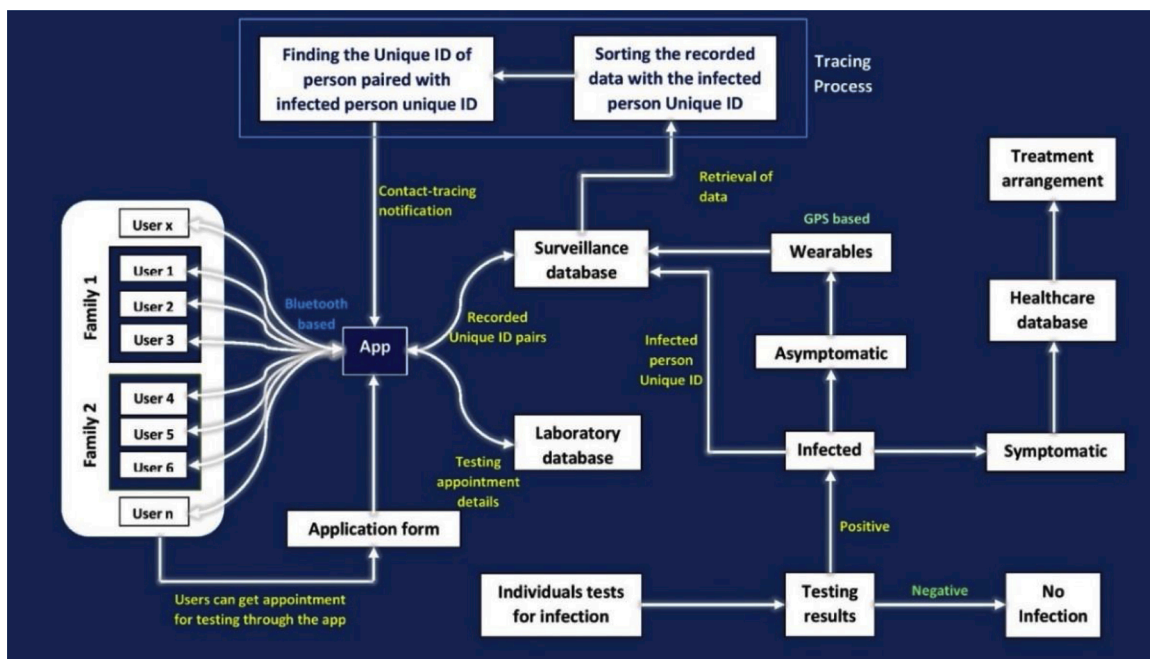 Finding the Unique ID of
person paired with
infected person unique ID
Sorting the recorded
data with the infected
person Unique ID
Tracing
Process
Contact-tracing
notification
Retrieval of
data
Treatment
arrangement
GPS based
Wearables
Surveillance
database
Healthcare
database
Family 1
User x
User 1
User 2
User 3
Bluetooth
based
App
Recorded
Unique ID pairs
Infected
person
Unique ID
Asymptomatic
Family 2
User 4
User 5
User 6
User n
Laboratory
database
Testing
appointment
details
Infected
Symptomatic
Application form
Positive
Users can get appointment
for testing through the app
Individuals tests
for infection
Testing
results
Negative
No
Infection